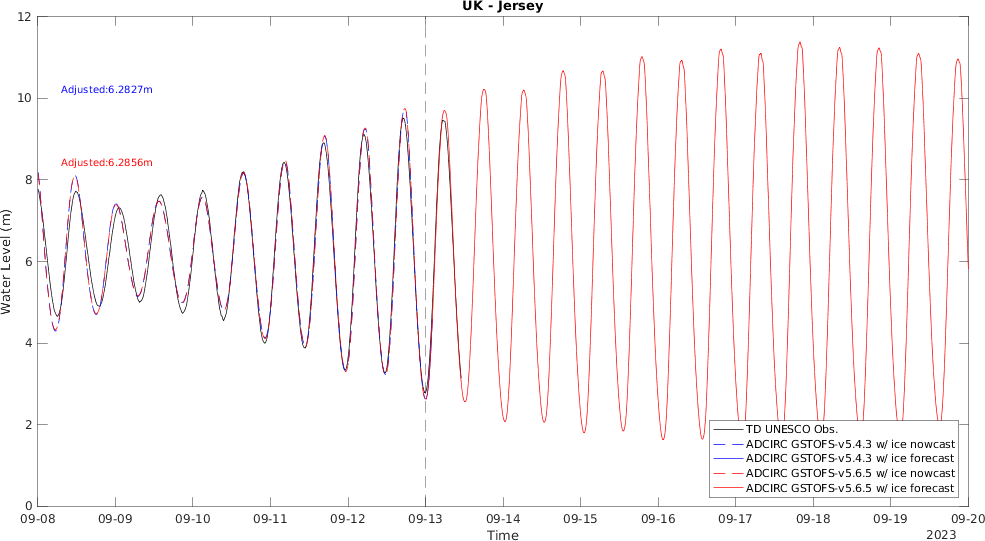 UK - Jersey
12
10
8
6
4
2
0
Water Level (m)
Adjusted:6.2827m
Adjusted:6.2856m
TD UNESCO Obs.
ADCIRC GSTOFS-v5.4.3 w/ ice nowcast
ADCIRC GSTOFS-v5.4.3 w/ ice forecast
ADCIRC GSTOFS-v5.6.5 w/ ice nowcast
ADCIRC GSTOFS-v5.6.5 w/ ice forecast
09-08 09-09 09-10 09-11 09-12 09-13 09-14 09-15 09-16 09-17 09-18 09-19 09-20
Time
2023